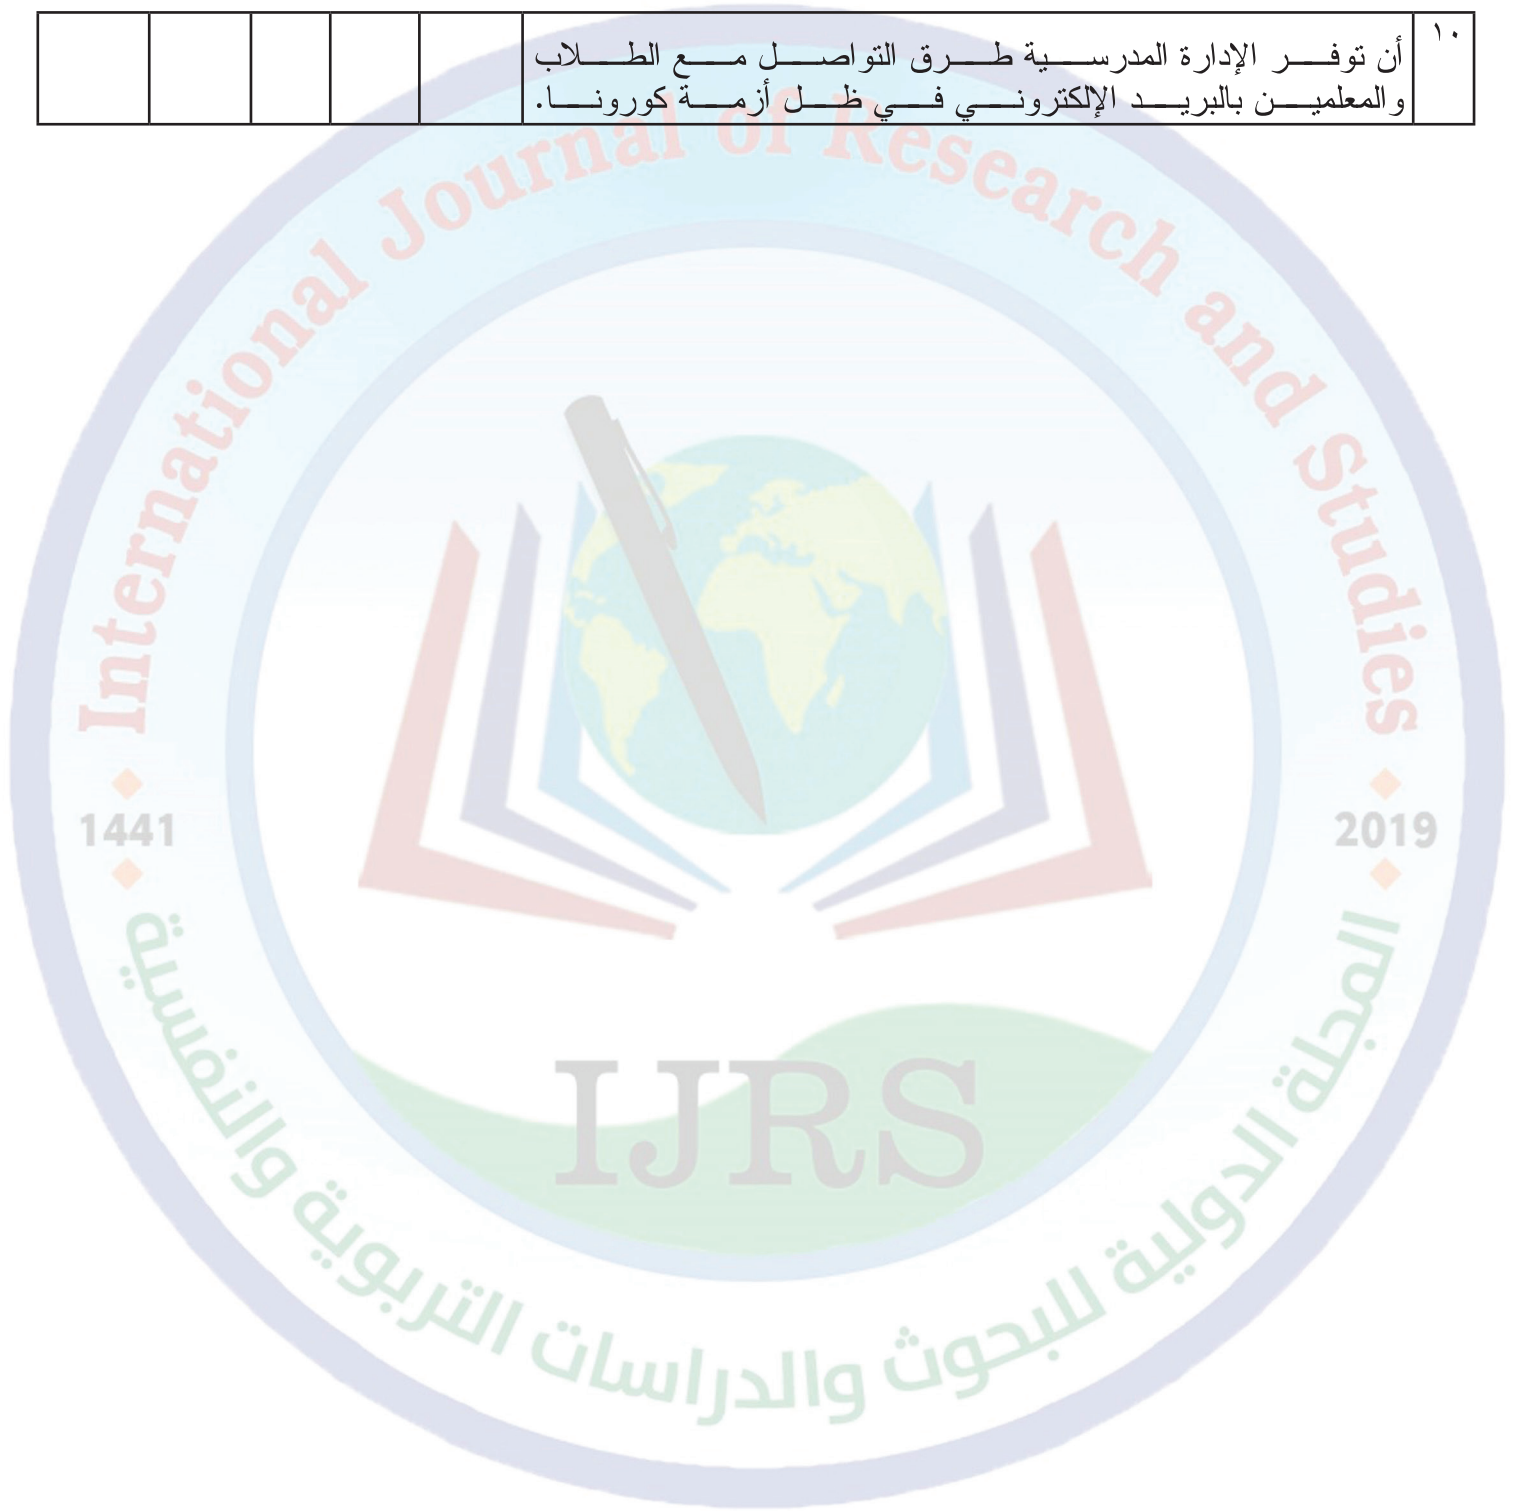 ١٠
أن توفر الإدارة المدرسية طرق التواصل مع الطلاب
والمعلمين بالبريد الإلكتروني في ظل أزمة كورونا.
International Journal of Research and Studies
1441
2019
IJRS
المجلة الدولية للبحوث والدراسات التربوية والنفسية